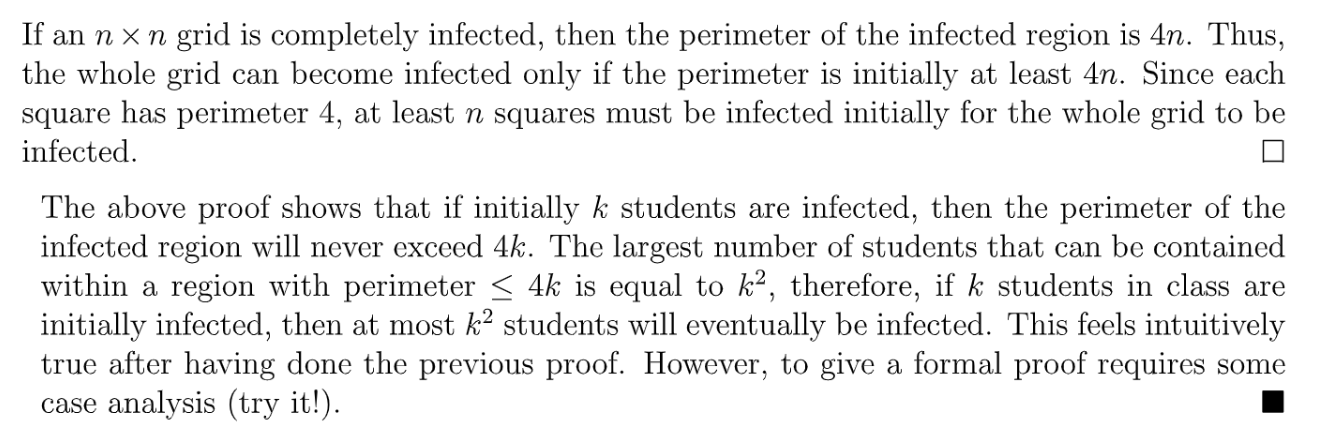 If an n × n grid is completely infected, then the perimeter of the infected region is 4n. Thus,
the whole grid can become infected only if the perimeter is initially at least 4n. Since each
square has perimeter 4, at least n squares must be infected initially for the whole grid to be
infected. □
The above proof shows that if initially k students are infected, then the perimeter of the
infected region will never exceed 4k. The largest number of students that can be contained
within a region with perimeter ≤ 4k is equal to k², therefore, if k students in class are
initially infected, then at most k² students will eventually be infected. This feels intuitively
true after having done the previous proof. However, to give a formal proof requires some
case analysis (try it!). ■